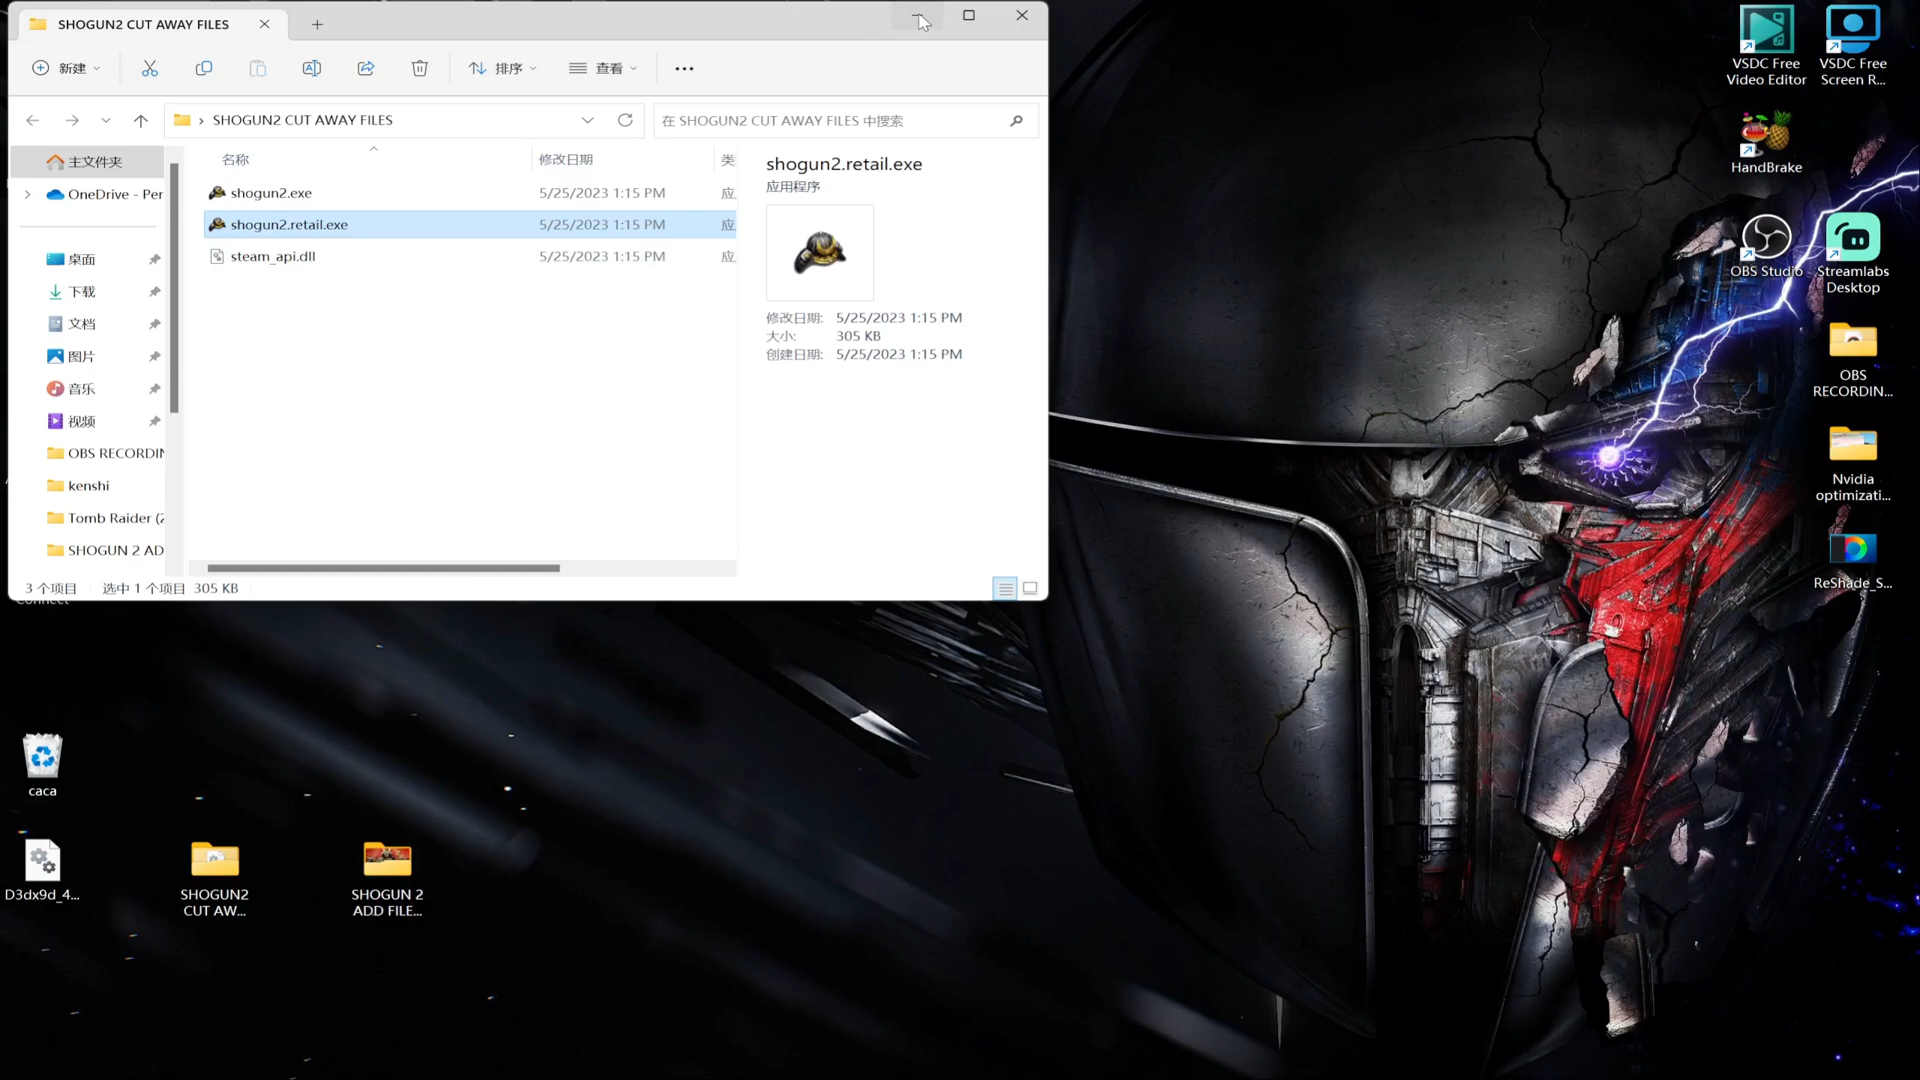 SHOGUN2 CUT AWAY FILES
新建
排序
查看
SHOGUN2 CUT AWAY FILES
在 SHOGUN2 CUT AWAY FILES 中搜索
主文件夹
OneDrive - Per
桌面
下载
文档
图片
音乐
视频
OBS RECORDIN
kenshi
Tomb Raider (2
SHOGUN 2 AD
名称 修改日期 类
shogun2.exe 5/25/2023 1:15 PM 应
shogun2.retail.exe 5/25/2023 1:15 PM 应
steam_api.dll 5/25/2023 1:15 PM 应
shogun2.retail.exe
应用程序
修改日期: 5/25/2023 1:15 PM
大小: 305 KB
创建日期: 5/25/2023 1:15 PM
3 个项目 选中 1 个项目 305 KB
Connect
caca
D3dx9d_4...
SHOGUN2
CUT AW...
SHOGUN 2
ADD FILE...
VSDC Free
Video Editor
VSDC Free
Screen R...
HandBrake
OBS Studio
Streamlabs
Desktop
OBS
RECORDIN...
Nvidia
optimizati...
ReShade_S...